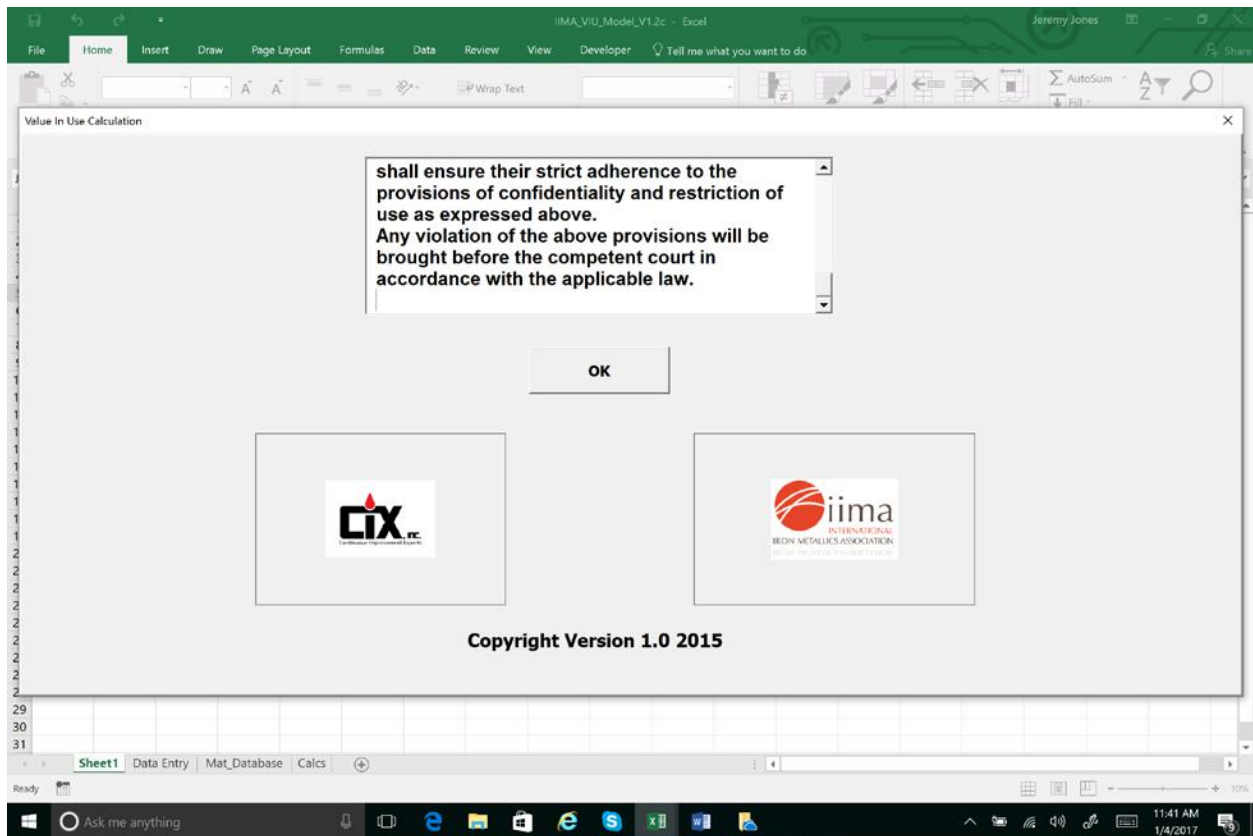 IIMA_VIU_Model_V1.2c - Excel
Jeremy Jones
File Home Insert Draw Page Layout Formulas Data Review View Developer Tell me what you want to do
Share
Wrap Text
AutoSum
Fill
Value In Use Calculation
shall ensure their strict adherence to the
provisions of confidentiality and restriction of
use as expressed above.
Any violation of the above provisions will be
brought before the competent court in
accordance with the applicable law.
OK
CIX, INC.
Continuous Improvement Experts
iima
INTERNATIONAL
IRON METALLICS ASSOCIATION
Copyright Version 1.0 2015
29
30
31
Sheet1 Data Entry Mat_Database Calcs
Ready
10%
Ask me anything
11:41 AM
1/4/2017